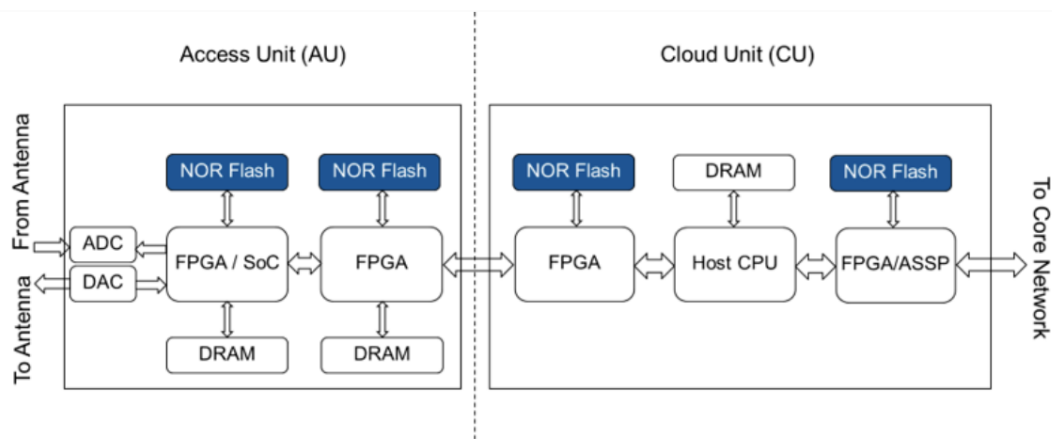 Access Unit (AU)
Cloud Unit (CU)
From Antenna
To Antenna
NOR Flash
NOR Flash
ADC
DAC
FPGA / SoC
FPGA
DRAM
DRAM
NOR Flash
DRAM
NOR Flash
FPGA
Host CPU
FPGA/ASSP
To Core Network